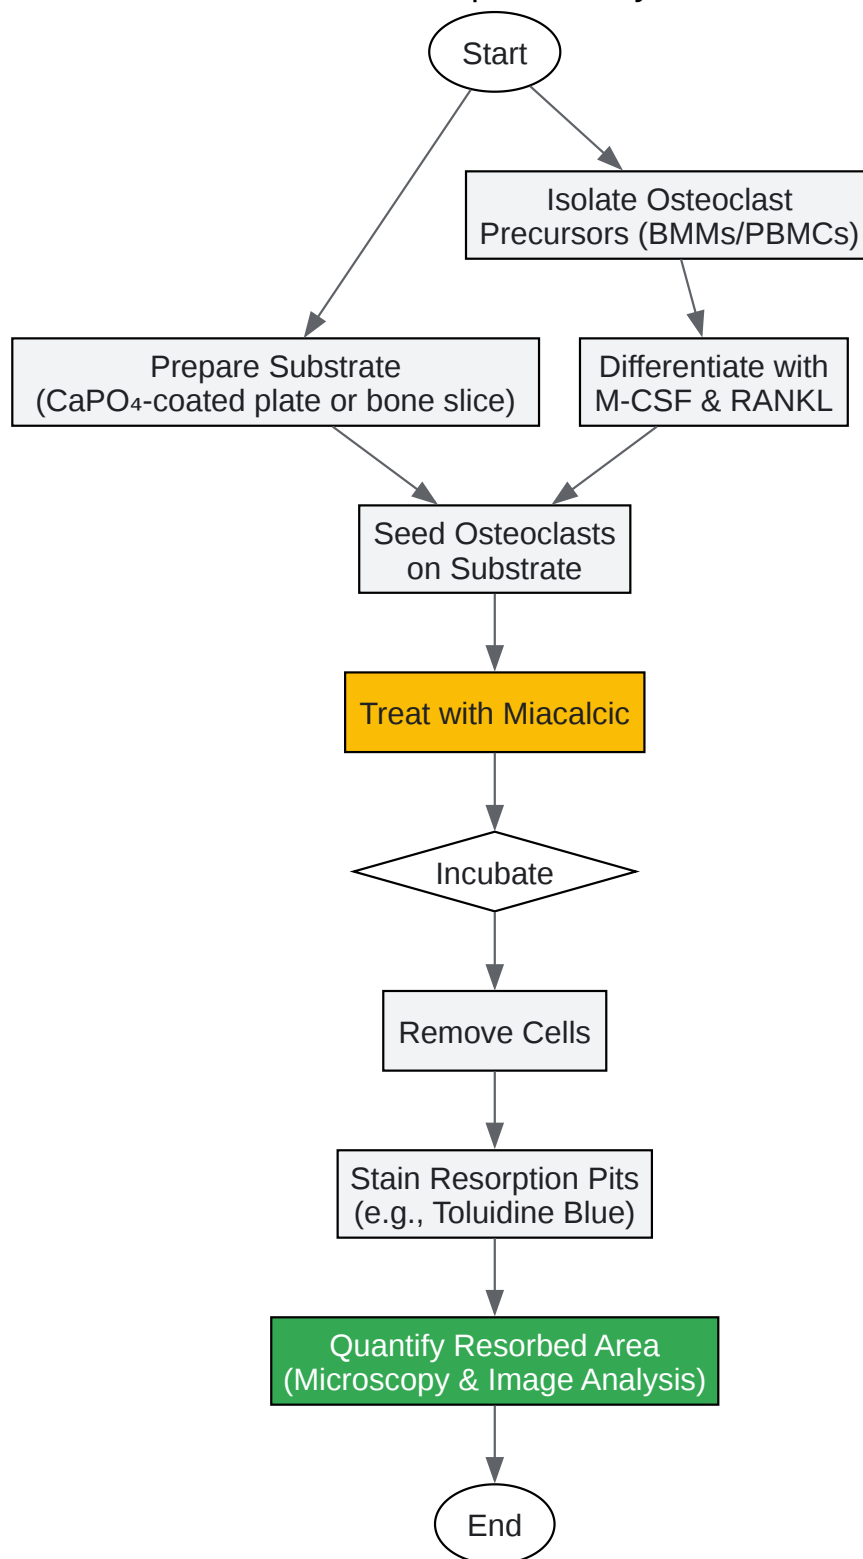 Start
Isolate Osteoclast
Precursors (BMMs/PBMCs)
Prepare Substrate
(CaPO₄-coated plate or bone slice)
Differentiate with
M-CSF & RANKL
Seed Osteoclasts
on Substrate
Treat with Miacalcic
Incubate
Remove Cells
Stain Resorption Pits
(e.g., Toluidine Blue)
Quantify Resorbed Area
(Microscopy & Image Analysis)
End